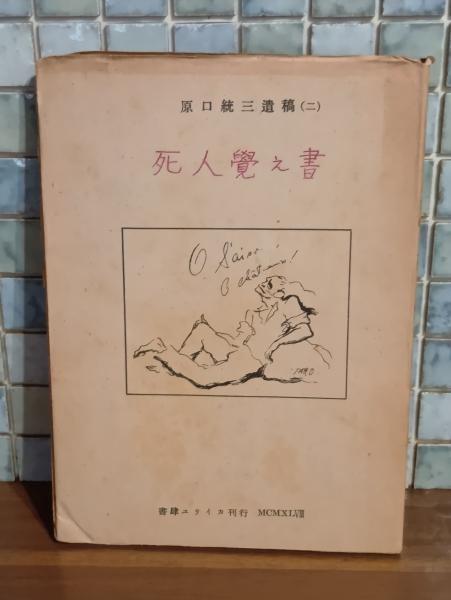 原口統三遺稿（二）
死人覺え書
O Saisons
O châteaux!
書肆ユリイカ刊行 MCMXLVIII